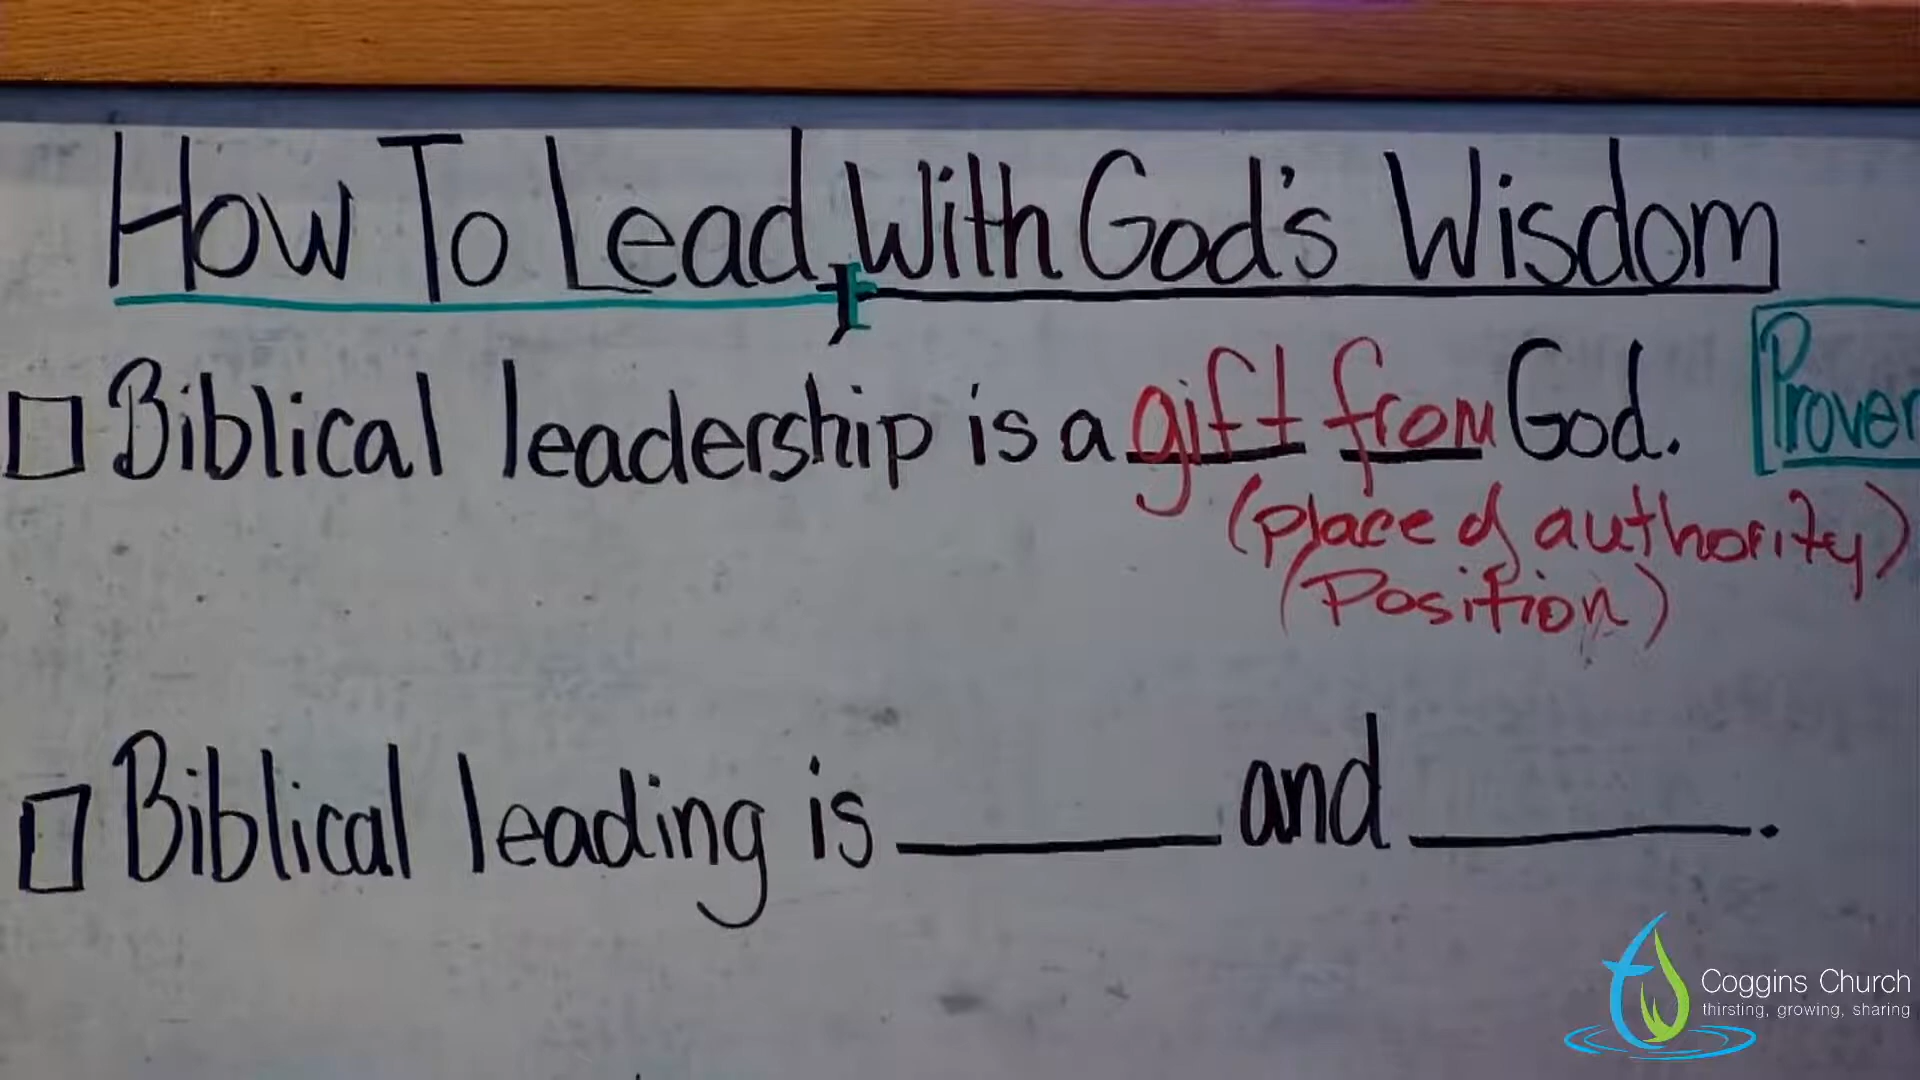 How To Lead With God's Wisdom
Biblical leadership is a gift from God.
Prover
(place of authority)
(Position)
Biblical leading is ______ and ______.
Coggins Church
thirsting, growing, sharing